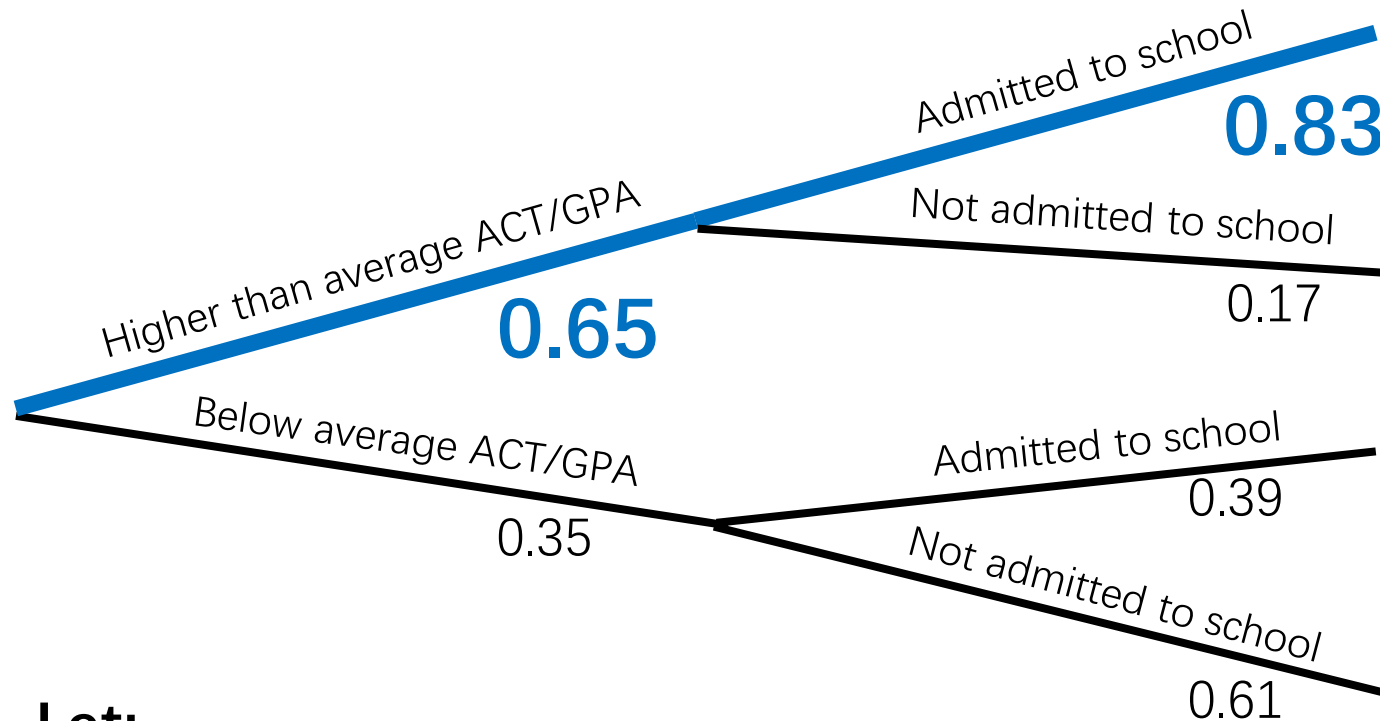 Admitted to school
0.83
Not admitted to school
0.17
Higher than average ACT/GPA
0.65
Below average ACT/GPA
0.35
Admitted to school
0.39
Not admitted to school
0.61
Let: